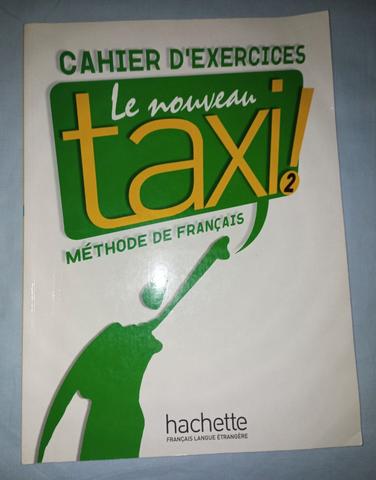 CAHIER D'EXERCICES
Le nouveau
taxi!
2
MÉTHODE DE FRANÇAIS
hachette
FRANÇAIS LANGUE ÉTRANGÈRE